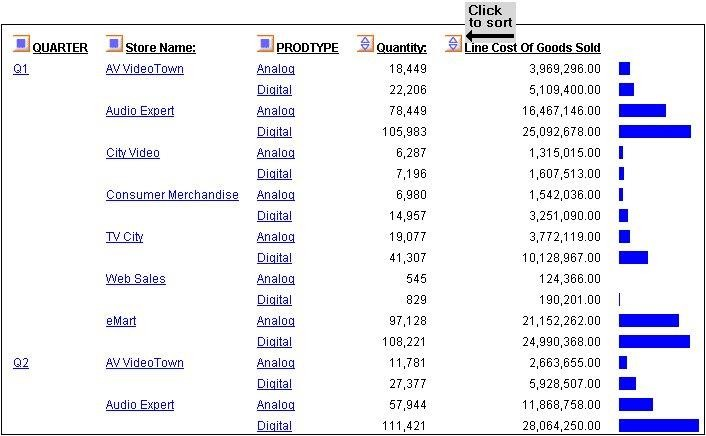 Click
to sort
QUARTER Store Name: PRODTYPE Quantity: Line Cost Of Goods Sold
Q1 AV VideoTown Analog 18,449 3,969,296.00
Digital 22,206 5,109,400.00
Audio Expert Analog 78,449 16,467,146.00
Digital 105,983 25,092,678.00
City Video Analog 6,287 1,315,015.00
Digital 7,196 1,607,513.00
Consumer Merchandise Analog 6,980 1,542,036.00
Digital 14,957 3,251,090.00
TV City Analog 19,077 3,772,119.00
Digital 41,307 10,128,967.00
Web Sales Analog 545 124,366.00
Digital 829 190,201.00
eMart Analog 97,128 21,152,262.00
Digital 108,221 24,990,368.00
Q2 AV VideoTown Analog 11,781 2,663,655.00
Digital 27,377 5,928,507.00
Audio Expert Analog 57,944 11,868,758.00
Digital 111,421 28,064,250.00